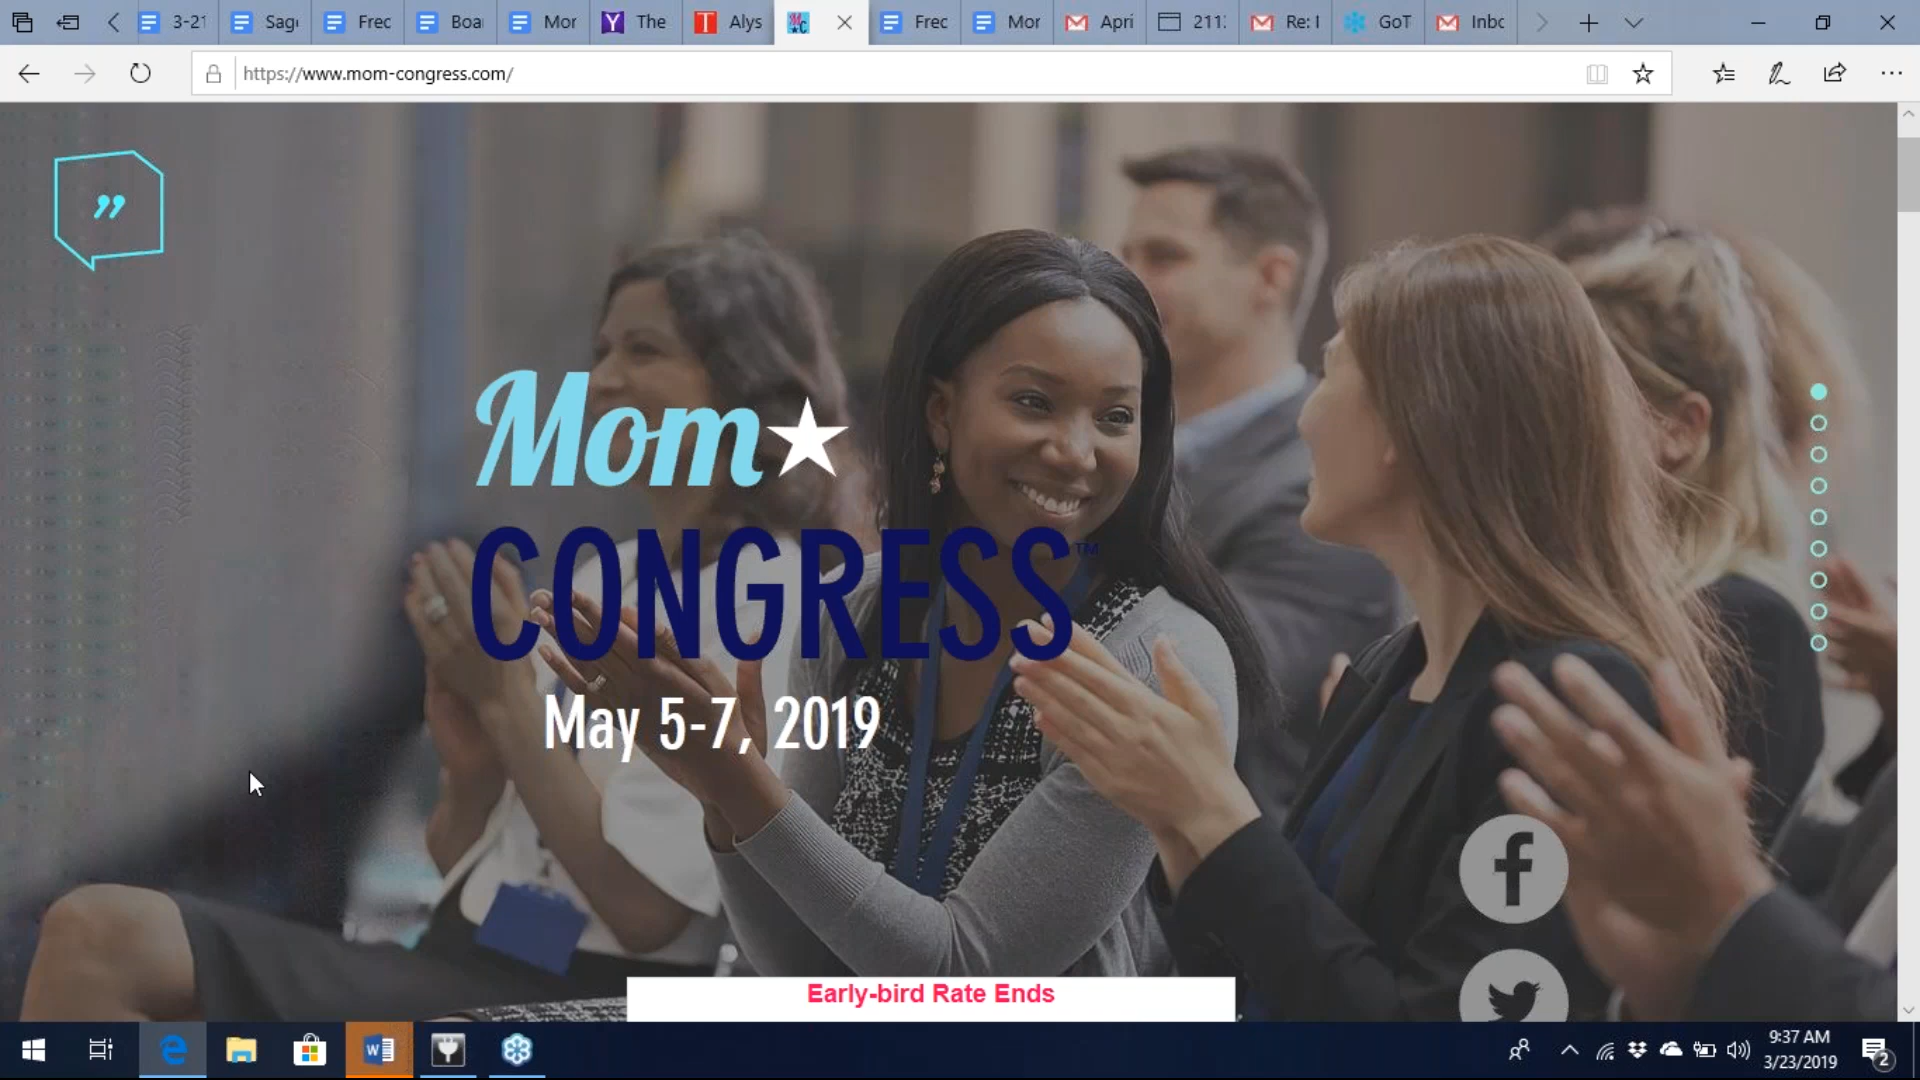 3-21
Sag
Frec
Boa
Mor
The
Alys
Frec
Mor
Apri
211
Re: I
GoT
Inbc
https://www.mom-congress.com/
Mom
CONGRESS™
May 5-7, 2019
Early-bird Rate Ends
9:37 AM
3/23/2019
2